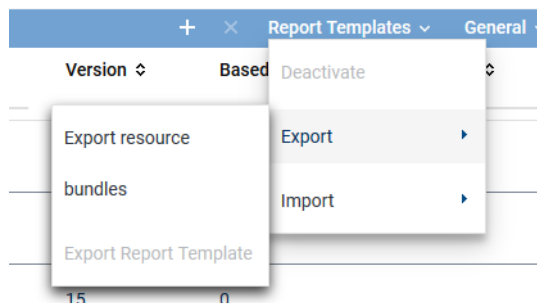 + × Report Templates General
Version Based
Deactivate
Export resource
bundles
Export
Import
Export Report Template
15 0